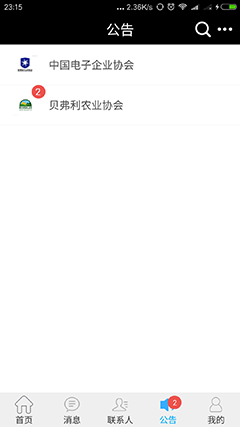 23:15
... 2.36K/s
公告
中国电子企业协会
2
贝弗利农业协会
2
首页 消息 联系人 公告 我的